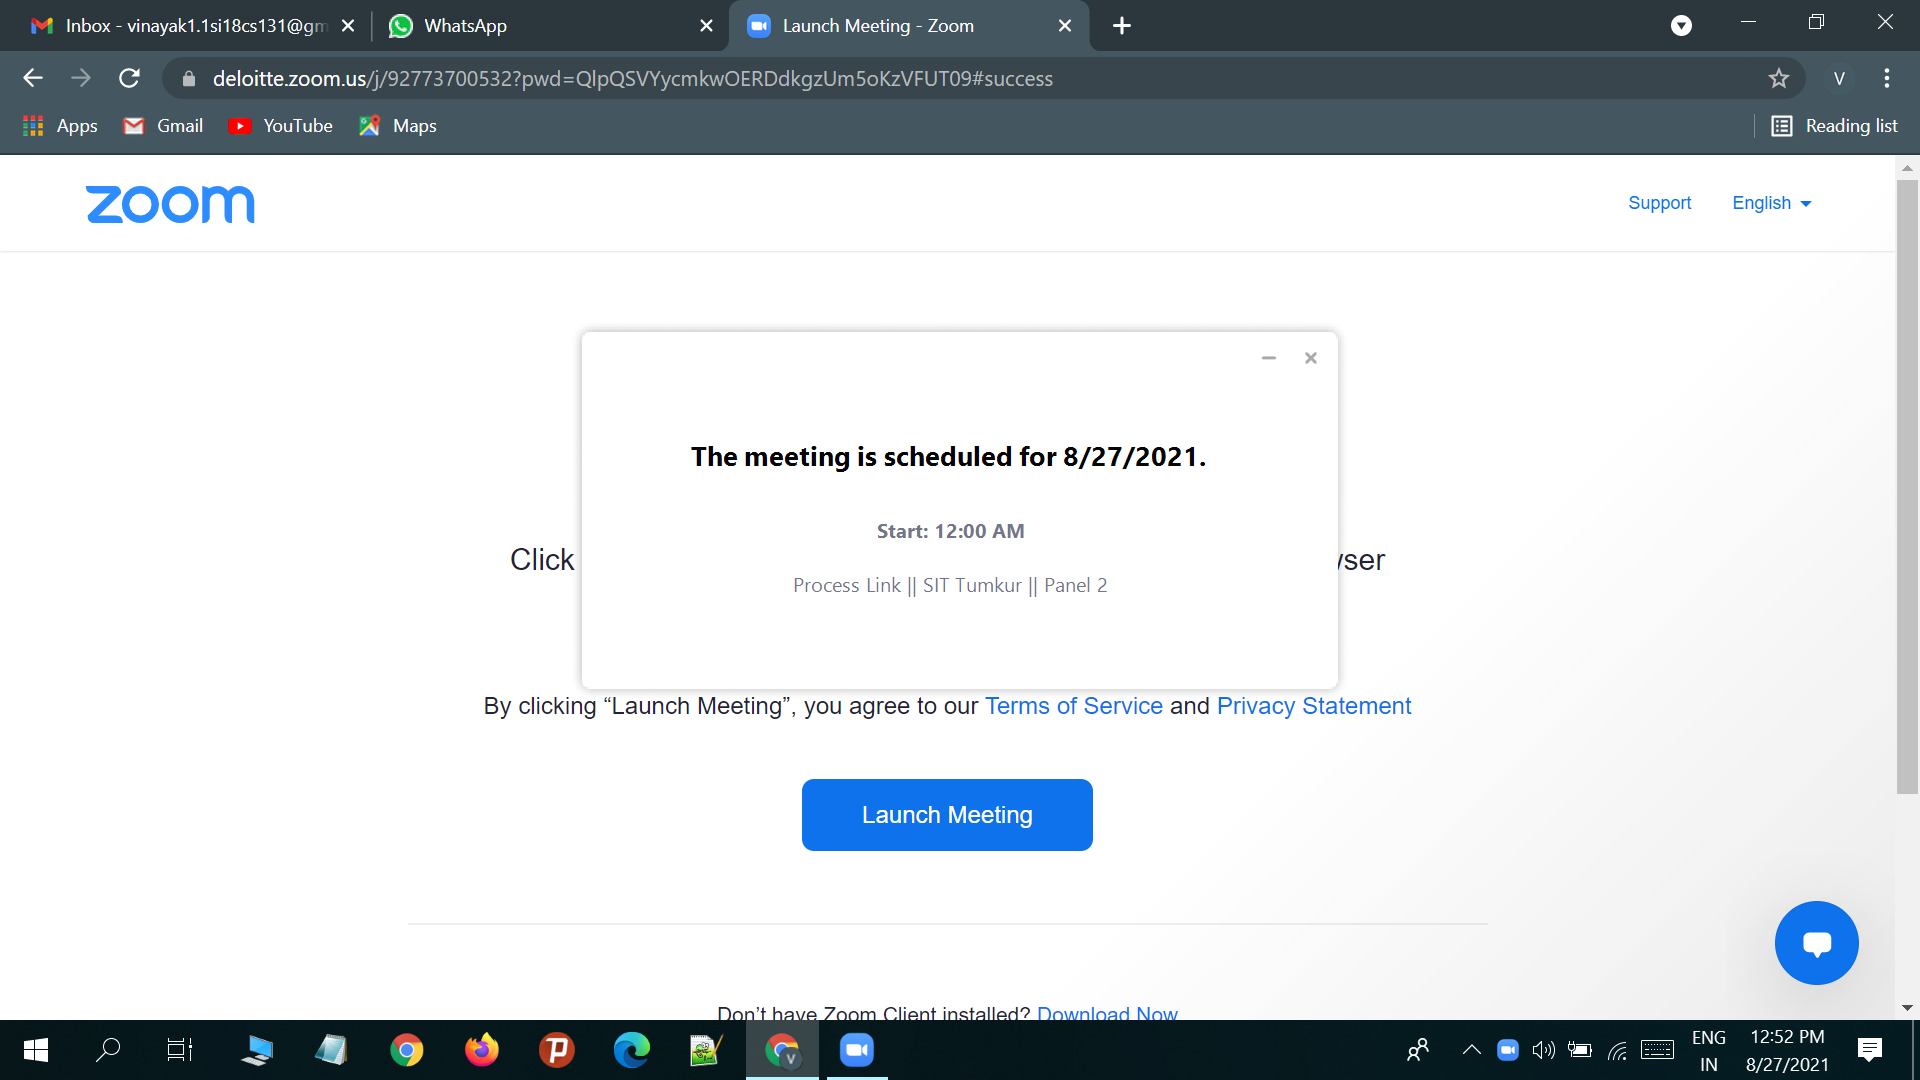 Inbox - vinayak1.1si18cs131@gm
WhatsApp
Launch Meeting - Zoom
deloitte.zoom.us/j/92773700532?pwd=QlpQSVYycmkwOERDdkgzUm5oKzVFUT09#success
V
Apps
Gmail
YouTube
Maps
Reading list
zoom
Support
English
The meeting is scheduled for 8/27/2021.
Start: 12:00 AM
Click
wser
Process Link || SIT Tumkur || Panel 2
By clicking “Launch Meeting”, you agree to our Terms of Service and Privacy Statement
Launch Meeting
Don’t have Zoom Client installed? Download Now
ENG
IN
12:52 PM
8/27/2021